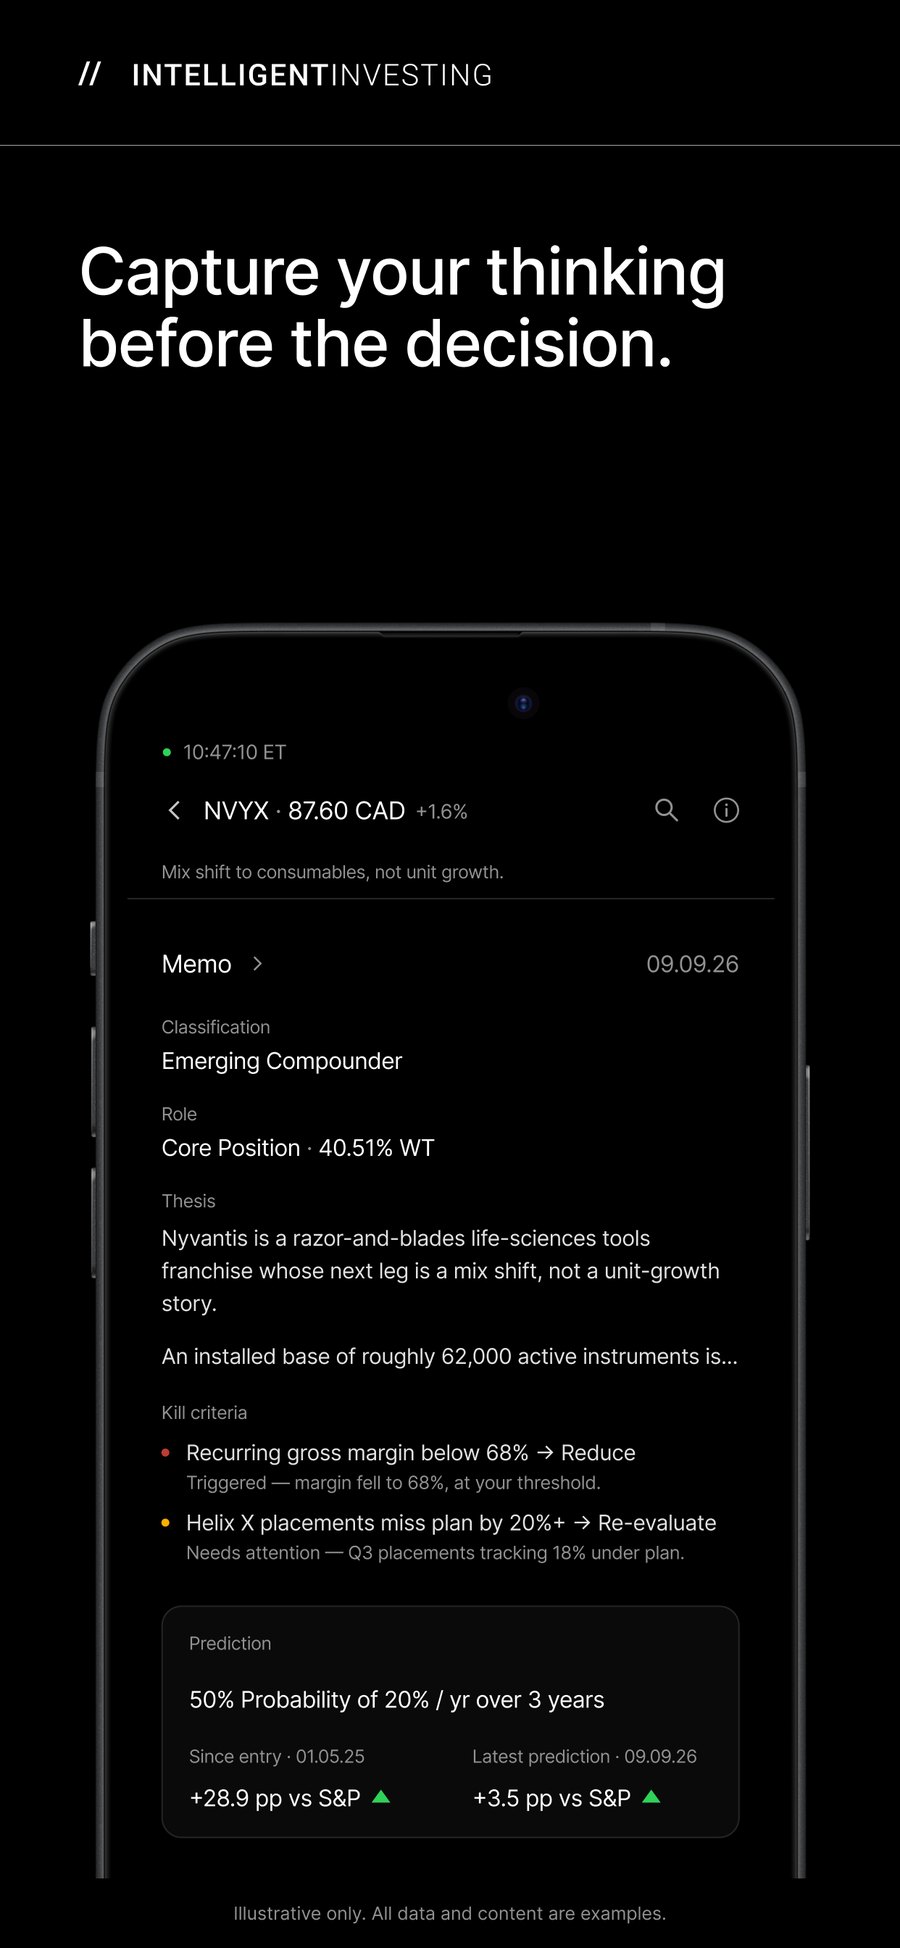 // INTELLIGENTINVESTING
Capture your thinking
before the decision.
10:47:10 ET
NVYX · 87.60 CAD +1.6%
Mix shift to consumables, not unit growth.
Memo
09.09.26
Classification
Emerging Compounder
Role
Core Position · 40.51% WT
Thesis
Nyvantis is a razor-and-blades life-sciences tools
franchise whose next leg is a mix shift, not a unit-growth
story.
An installed base of roughly 62,000 active instruments is...
Kill criteria
Recurring gross margin below 68% → Reduce
Triggered — margin fell to 68%, at your threshold.
Helix X placements miss plan by 20%+ → Re-evaluate
Needs attention — Q3 placements tracking 18% under plan.
Prediction
50% Probability of 20% / yr over 3 years
Since entry · 01.05.25
+28.9 pp vs S&P
Latest prediction · 09.09.26
+3.5 pp vs S&P
Illustrative only. All data and content are examples.